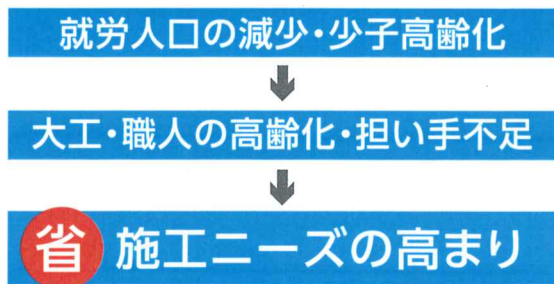 就労人口の減少・少子高齢化
大工・職人の高齢化・担い手不足
省 施工ニーズの高まり